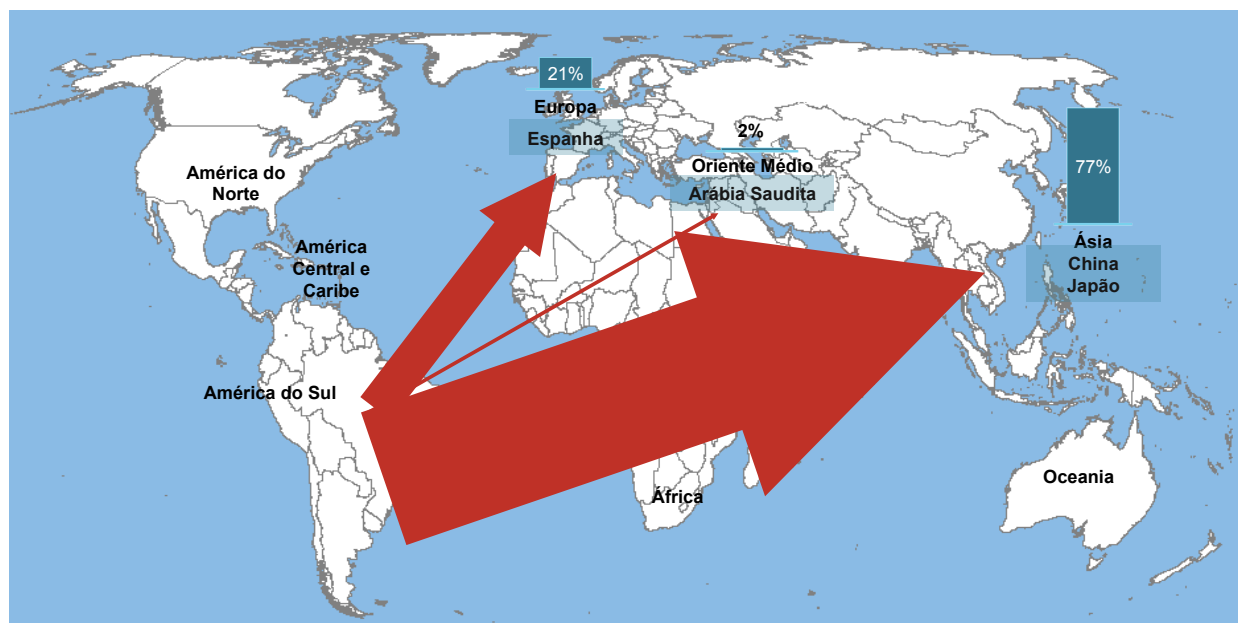 21%
Europa
Espanha
2%
Oriente Médio
Arábia Saudita
77%
Ásia
China
Japão
América do
Norte
América
Central e
Caribe
América do Sul
África
Oceania